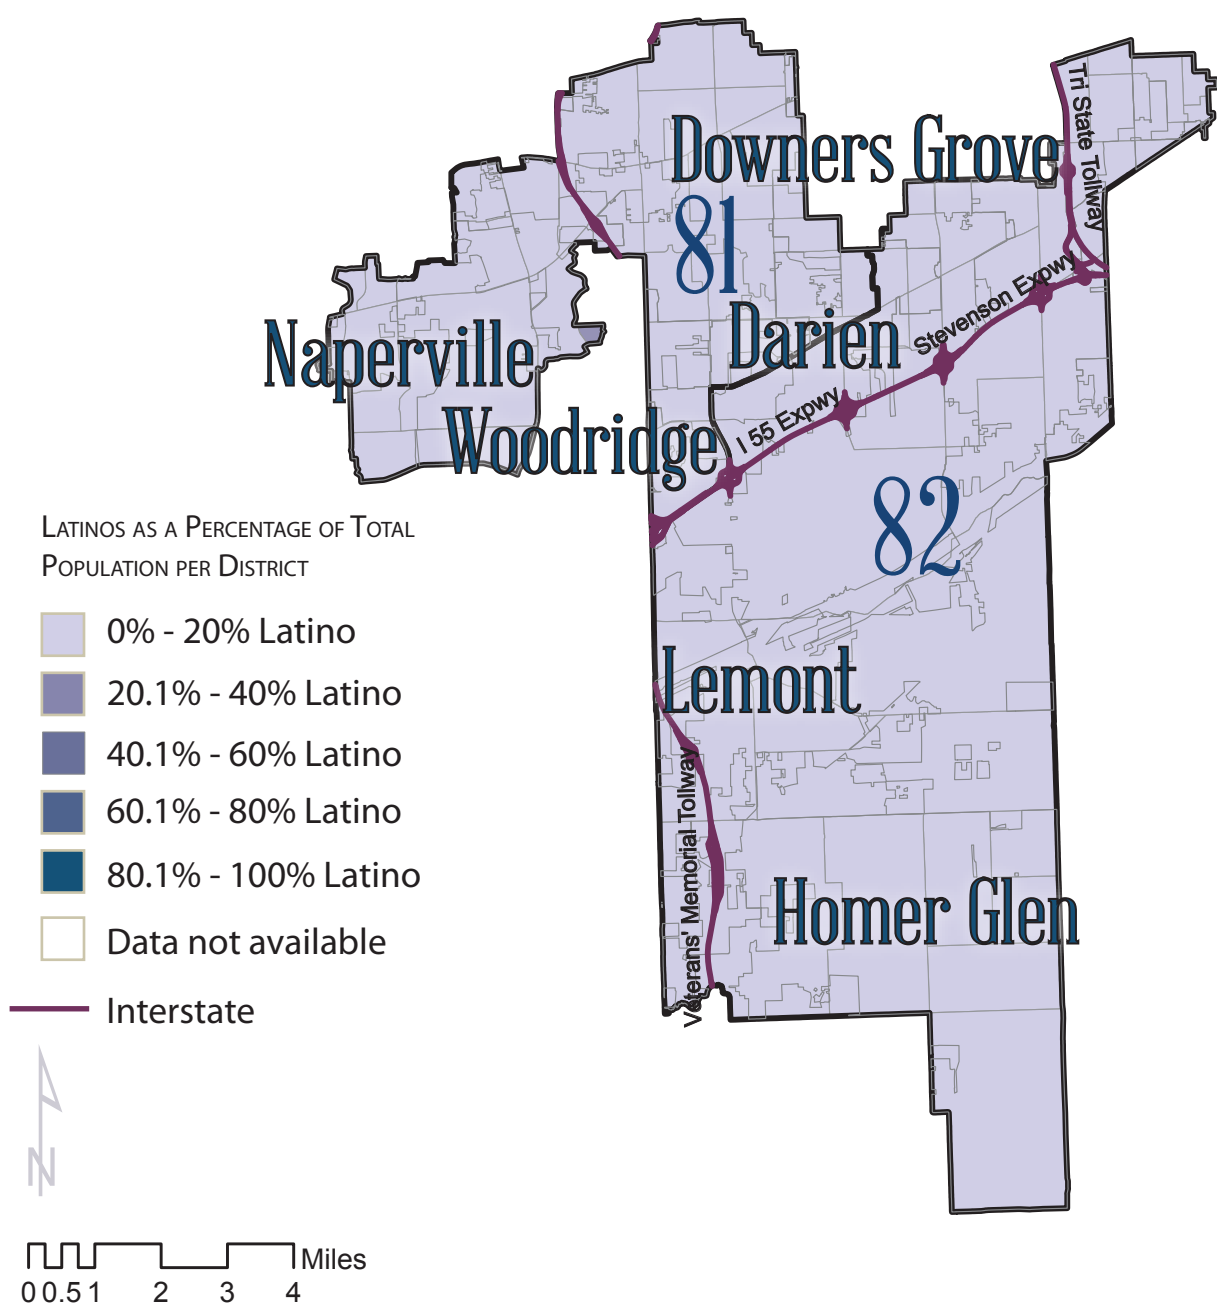 Tri State Tollway
Downers Grove
81
Stevenson Expwy
Darien
Naperville
I 55 Expwy
Woodridge
82
LATINOS AS A PERCENTAGE OF TOTAL
POPULATION PER DISTRICT
0% - 20% Latino
20.1% - 40% Latino
40.1% - 60% Latino
60.1% - 80% Latino
80.1% - 100% Latino
Data not available
Interstate
Lemont
Veterans' Memorial Tollway
Homer Glen
N
Miles
0 0.5 1 2 3 4